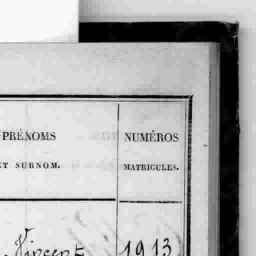 PRÉNOMS NUMÉROS
ET SURNOM. MATRICULES.
Vincent 1913